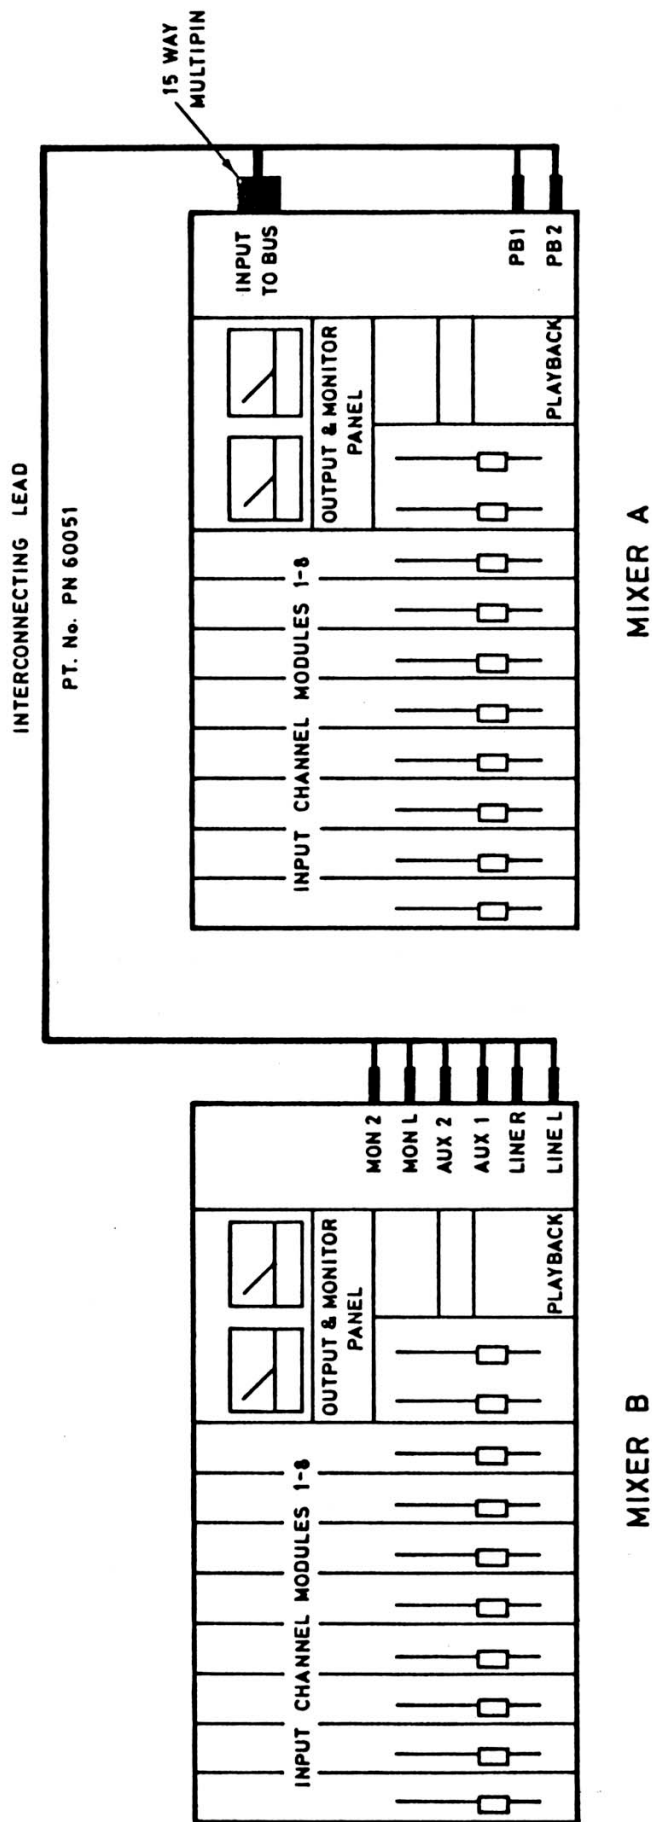 INTERCONNECTING LEAD
PT. No. PN 60051
15 WAY
MULTIPIN
INPUT CHANNEL MODULES 1-8
OUTPUT & MONITOR
PANEL
PLAYBACK
MON 2
MON L
AUX 2
AUX 1
LINE R
LINE L
MIXER B
INPUT CHANNEL MODULES 1-8
OUTPUT & MONITOR
PANEL
PLAYBACK
INPUT
TO BUS
PB1
PB2
MIXER A